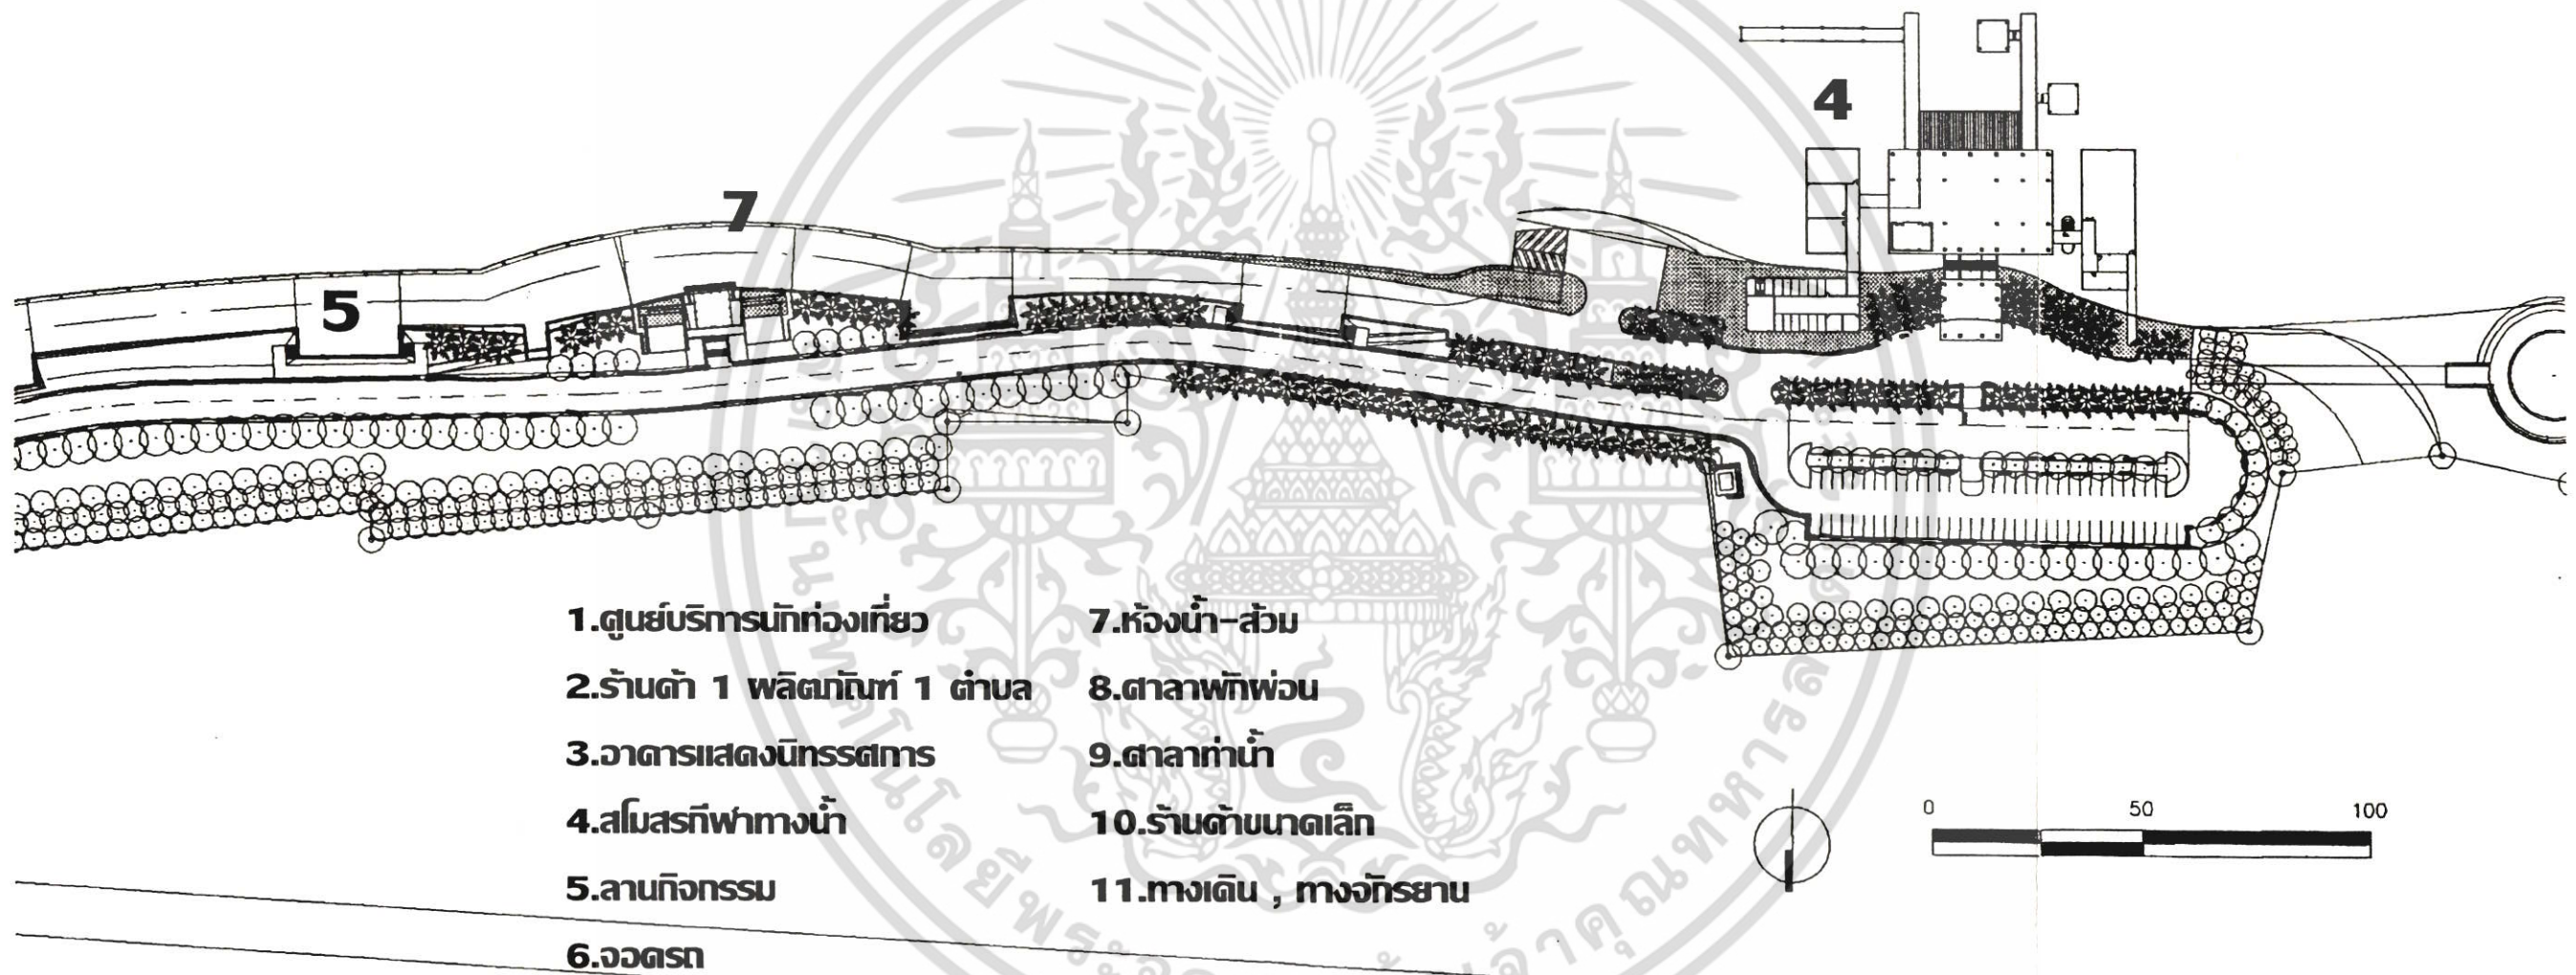 4
7
5
1.ศูนย์บริการนักท่องเที่ยว
2.ร้านค้า 1 ผลิตภัณฑ์ 1 ตำบล
3.อาคารแสดงนิทรรศการ
4.สโมสรกีฬาทางน้ำ
5.ลานกิจกรรม
6.จอดรถ
7.ห้องน้ำ-ส้วม
8.ศาลาพักผ่อน
9.ศาลาท่าน้ำ
10.ร้านค้าขนาดเล็ก
11.ทางเดิน , ทางจักรยาน
0 50 100